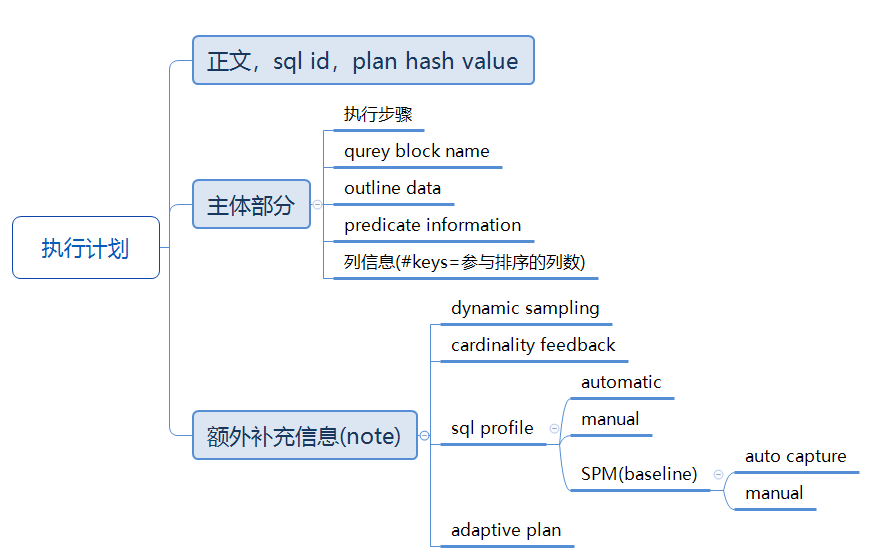 执行计划
正文，sql id，plan hash value
主体部分
执行步骤
qurey block name
outline data
predicate information
列信息(#keys=参与排序的列数)
额外补充信息(note)
dynamic sampling
cardinality feedback
sql profile
automatic
manual
SPM(baseline)
auto capture
manual
adaptive plan